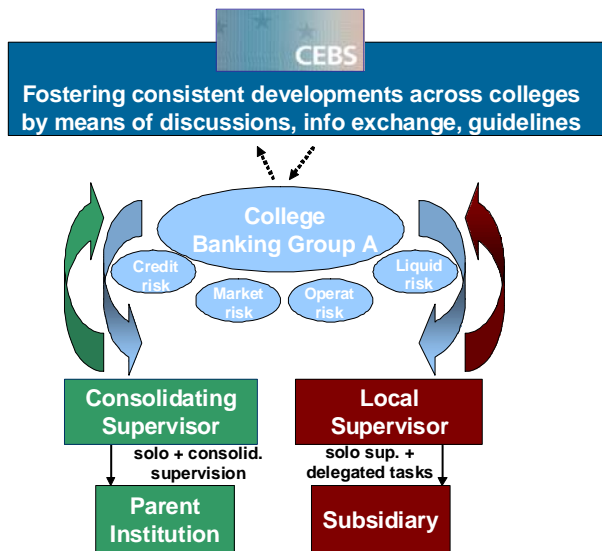 CEBS
Fostering consistent developments across colleges
by means of discussions, info exchange, guidelines
College
Banking Group A
Credit
risk
Market
risk
Operat
risk
Liquid
risk
Consolidating
Supervisor
Local
Supervisor
solo + consolid.
supervision
solo sup. +
delegated tasks
Parent
Institution
Subsidiary